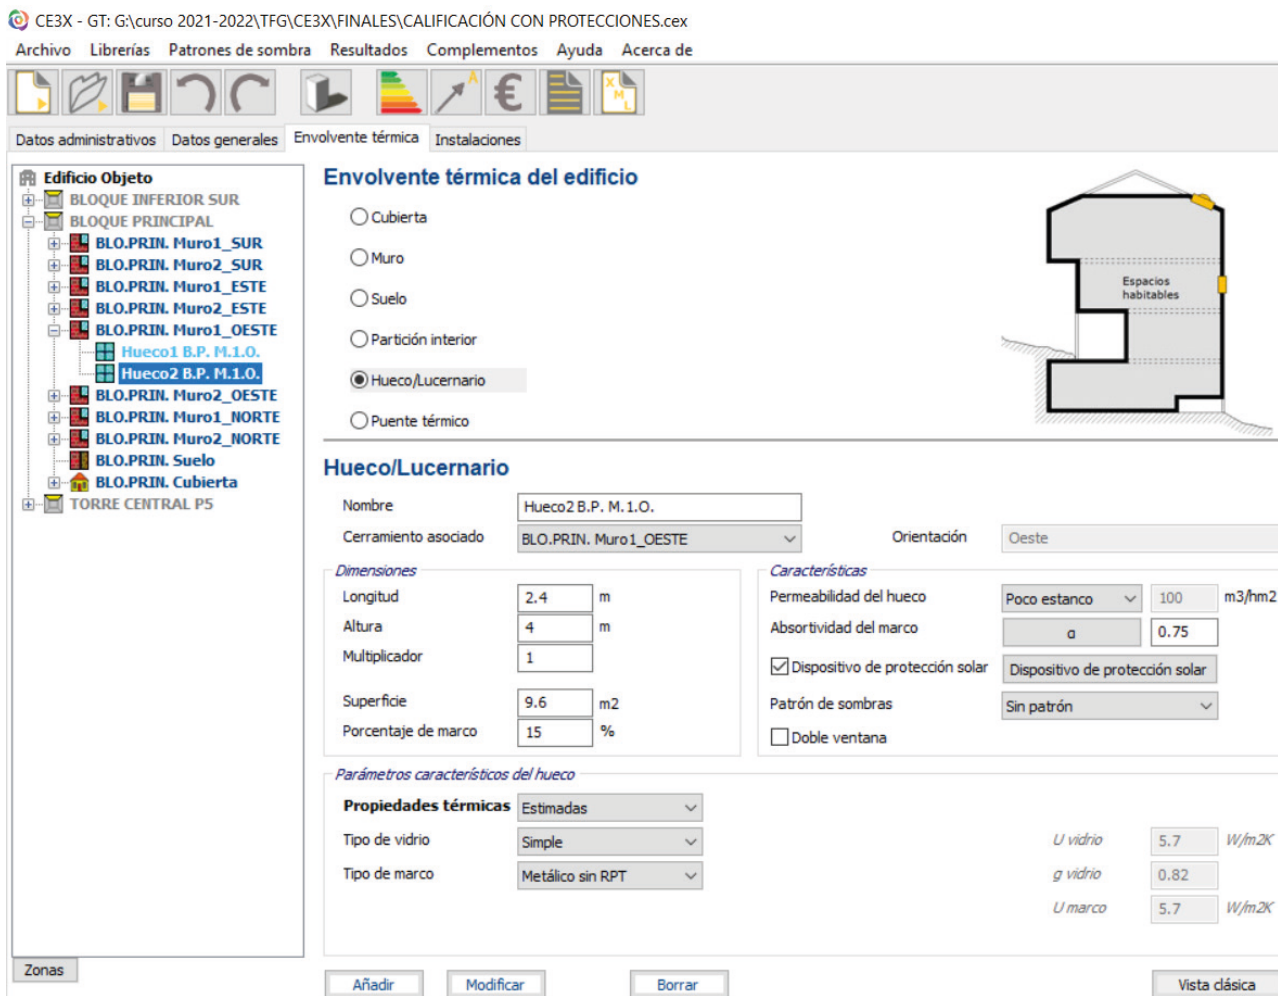 CE3X - GT: G:\curso 2021-2022\TFG\CE3X\FINALES\CALIFICACIÓN CON PROTECCIONES.cex
Archivo Librerías Patrones de sombra Resultados Complementos Ayuda Acerca de
A € X M L
Datos administrativos Datos generales Envolvente térmica Instalaciones
Edificio Objeto
BLOQUE INFERIOR SUR
BLOQUE PRINCIPAL
BLO.PRIN. Muro1_SUR
BLO.PRIN. Muro2_SUR
BLO.PRIN. Muro1_ESTE
BLO.PRIN. Muro2_ESTE
BLO.PRIN. Muro1_OESTE
Hueco1 B.P. M.1.O.
Hueco2 B.P. M.1.O.
BLO.PRIN. Muro2_OESTE
BLO.PRIN. Muro1_NORTE
BLO.PRIN. Muro2_NORTE
BLO.PRIN. Suelo
BLO.PRIN. Cubierta
TORRE CENTRAL P5
Zonas
Envolvente térmica del edificio
Cubierta
Muro
Suelo
Partición interior
Hueco/Lucernario
Puente térmico
Espacios
habitables
Hueco/Lucernario
Nombre Hueco2 B.P. M.1.O.
Cerramiento asociado BLO.PRIN. Muro1_OESTE Orientación Oeste
Dimensiones
Longitud 2.4 m
Altura 4 m
Multiplicador 1
Superficie 9.6 m2
Porcentaje de marco 15 %
Características
Permeabilidad del hueco Poco estanco 100 m3/hm2
Absortividad del marco α 0.75
Dispositivo de protección solar Dispositivo de protección solar
Patrón de sombras Sin patrón
Doble ventana
Parámetros característicos del hueco
Propiedades térmicas Estimadas
Tipo de vidrio Simple U vidrio 5.7 W/m2K
Tipo de marco Metálico sin RPT g vidrio 0.82
U marco 5.7 W/m2K
Añadir Modificar Borrar Vista clásica